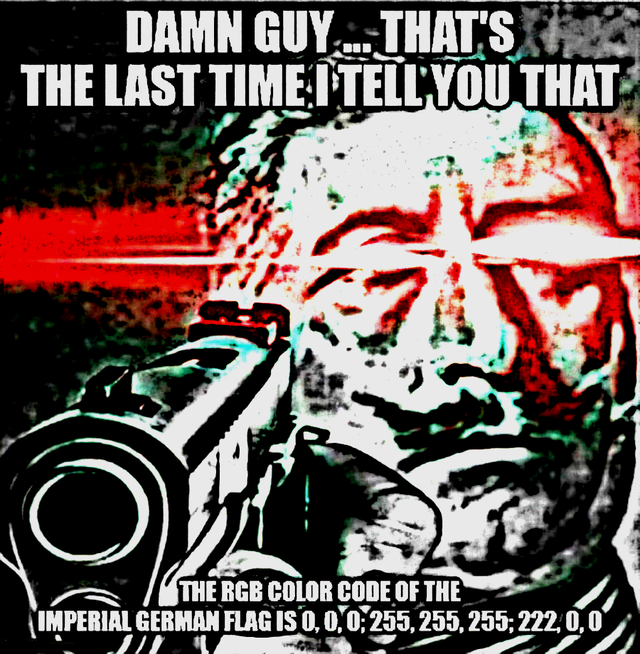 DAMN GUY ... THAT'S
THE LAST TIME I TELL YOU THAT
THE RGB COLOR CODE OF THE
IMPERIAL GERMAN FLAG IS 0, 0, 0; 255, 255, 255; 222, 0, 0